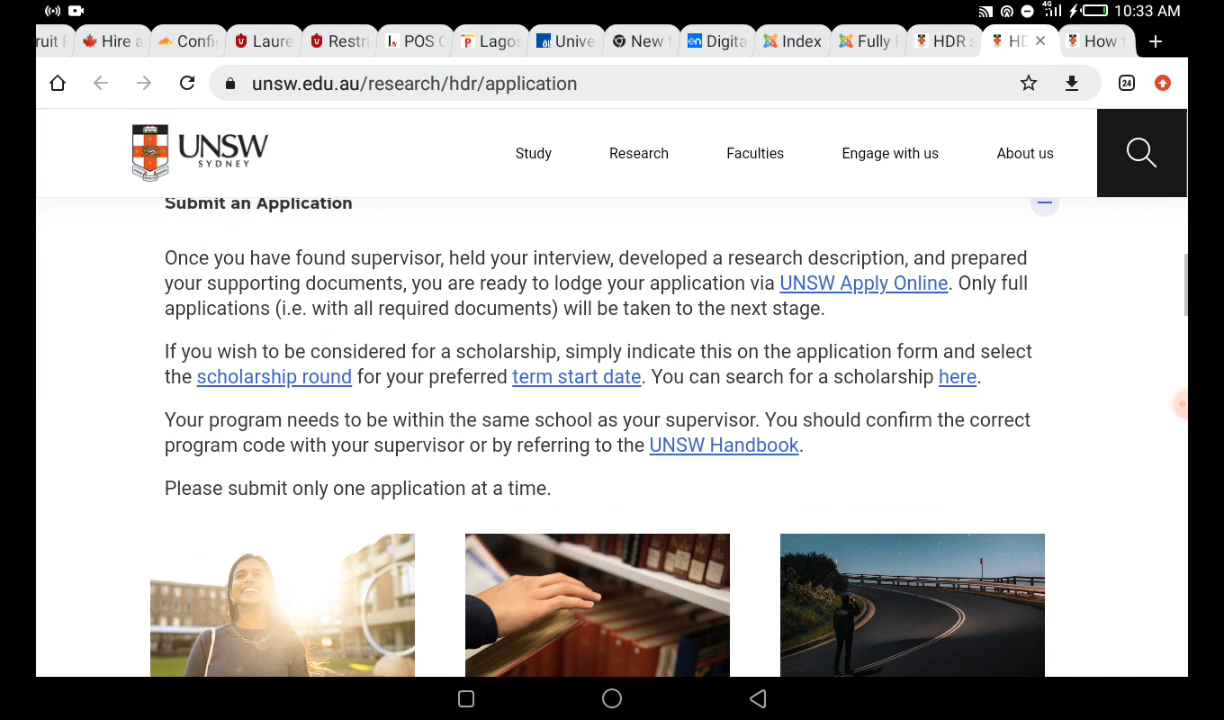 4G 10:33 AM
ruit Hire a Confi Laure Restri Is POS C P Lagos Unive New t on Digita Index Fully HDR s HD × How t +
unsw.edu.au/research/hdr/application 24
UNSW
SYDNEY
Study Research Faculties Engage with us About us
Submit an Application
Once you have found supervisor, held your interview, developed a research description, and prepared
your supporting documents, you are ready to lodge your application via UNSW Apply Online. Only full
applications (i.e. with all required documents) will be taken to the next stage.
If you wish to be considered for a scholarship, simply indicate this on the application form and select
the scholarship round for your preferred term start date. You can search for a scholarship here.
Your program needs to be within the same school as your supervisor. You should confirm the correct
program code with your supervisor or by referring to the UNSW Handbook.
Please submit only one application at a time.